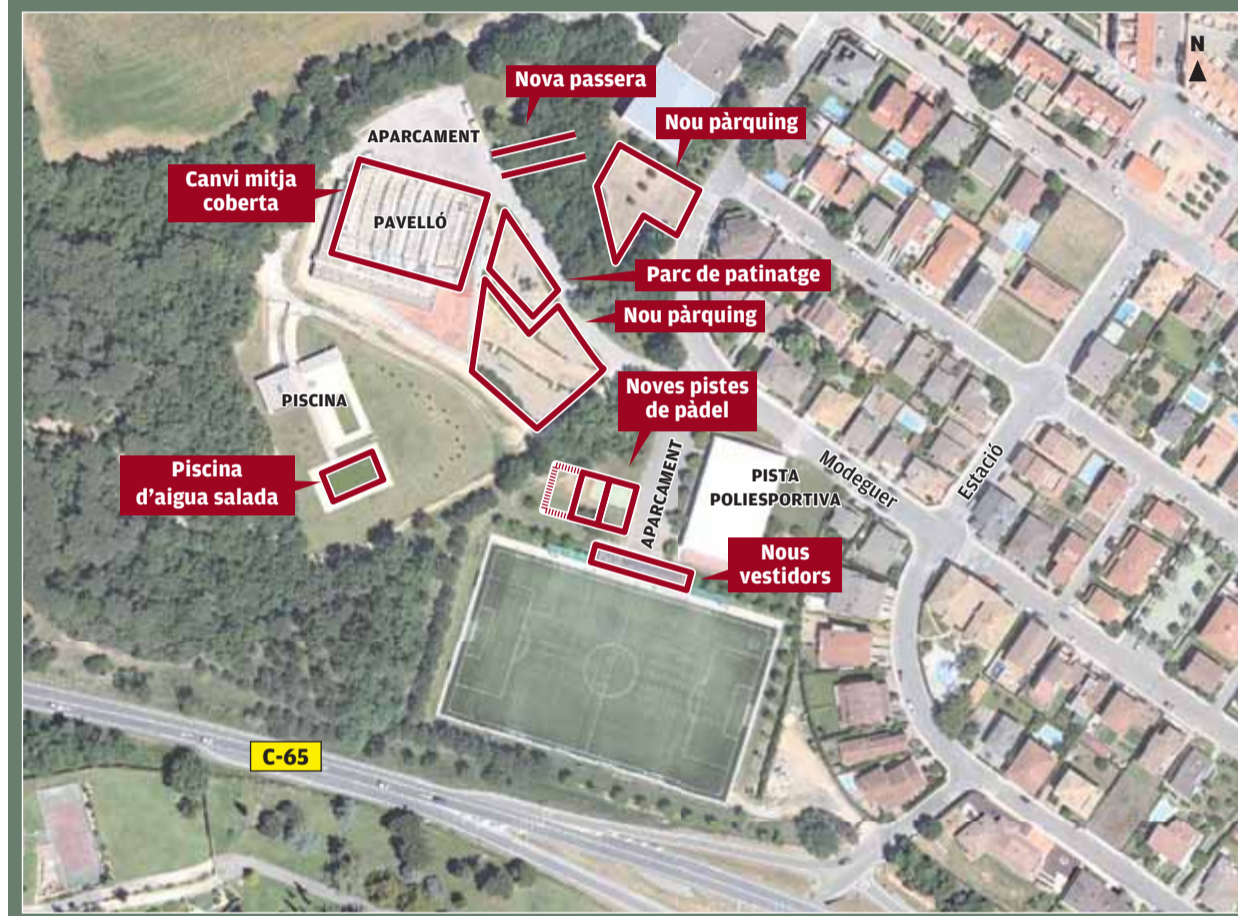 N
Nova passera
APARCAMENT
Nou pàrquing
Canvi mitja
coberta
PAVELLÓ
Parc de patinatge
Nou pàrquing
PISCINA
Noves pistes
de pàdel
Piscina
d'aigua salada
APARCAMENT
PISTA
POLIESPORTIVA
Modeguer
Estació
Nous
vestidors
C-65